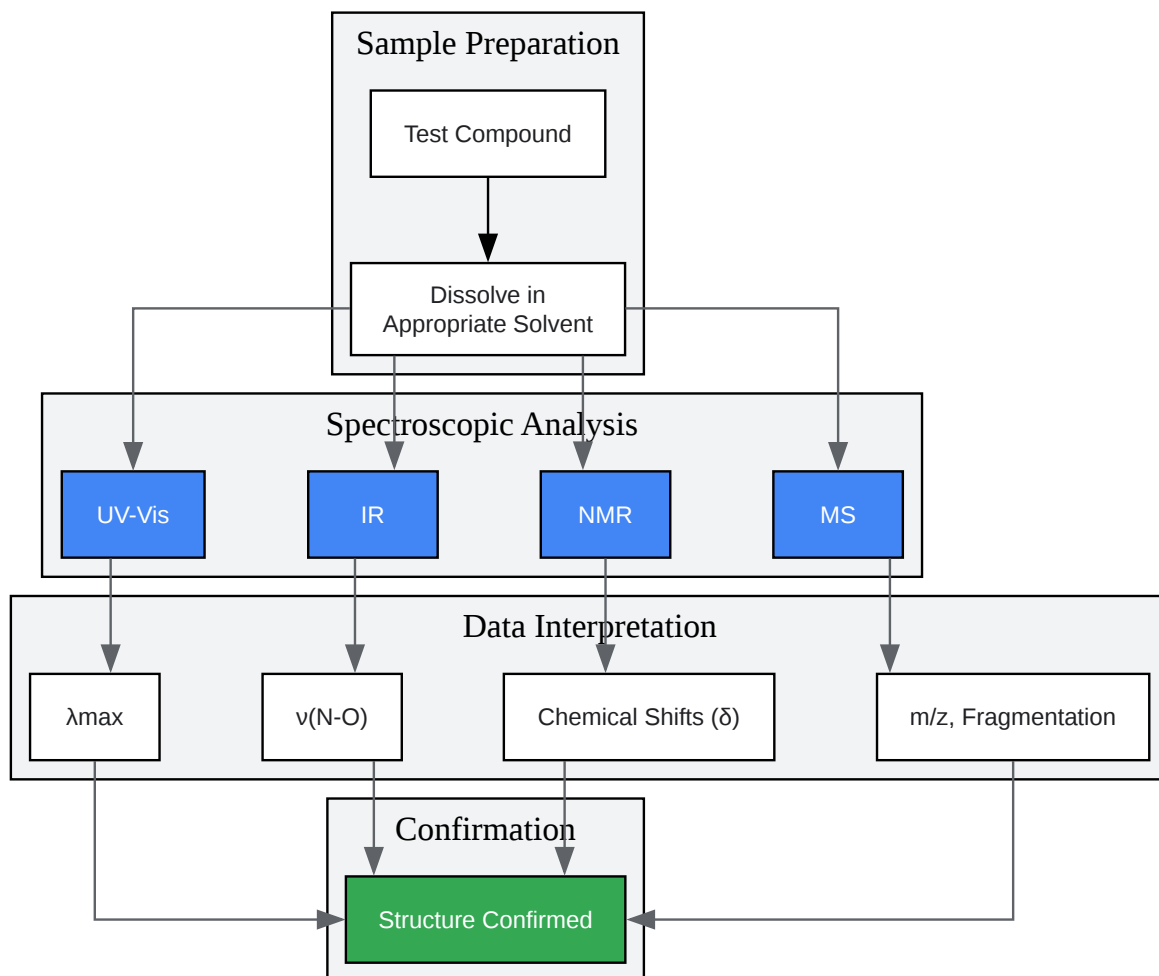 Sample Preparation
Test Compound
Dissolve in
Appropriate Solvent
Spectroscopic Analysis
UV-Vis
IR
NMR
MS
Data Interpretation
λmax
ν(N-O)
Chemical Shifts (δ)
m/z, Fragmentation
Confirmation
Structure Confirmed